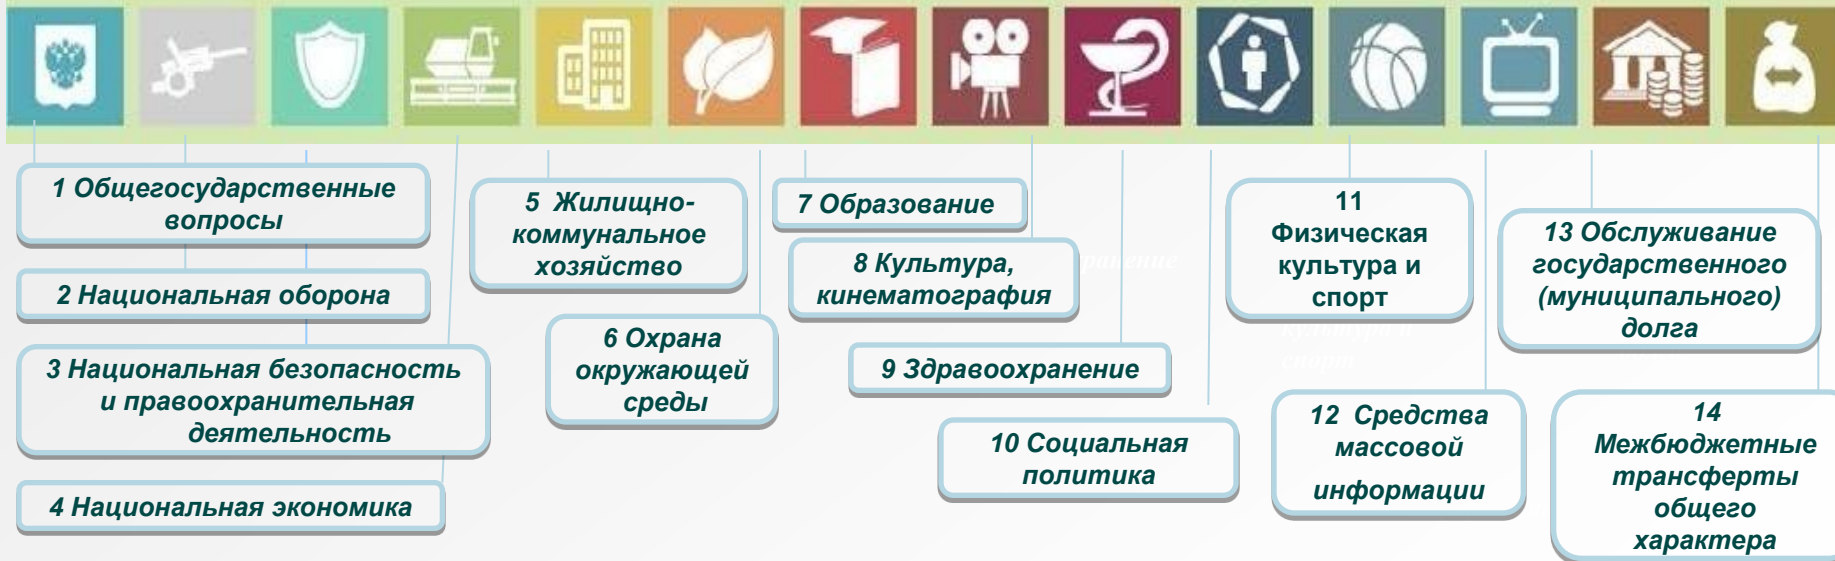 1 Общегосударственные
вопросы
2 Национальная оборона
3 Национальная безопасность
и правоохранительная
деятельность
4 Национальная экономика
5 Жилищно-
коммунальное
хозяйство
6 Охрана
окружающей
среды
7 Образование
8 Культура,
кинематография
9 Здравоохранение
10 Социальная
политика
11
Физическая
культура и
спорт
спорт
12 Средства
массовой
информации
13 Обслуживание
государственного
(муниципального)
долга
14
Межбюджетные
трансферты
общего
характера